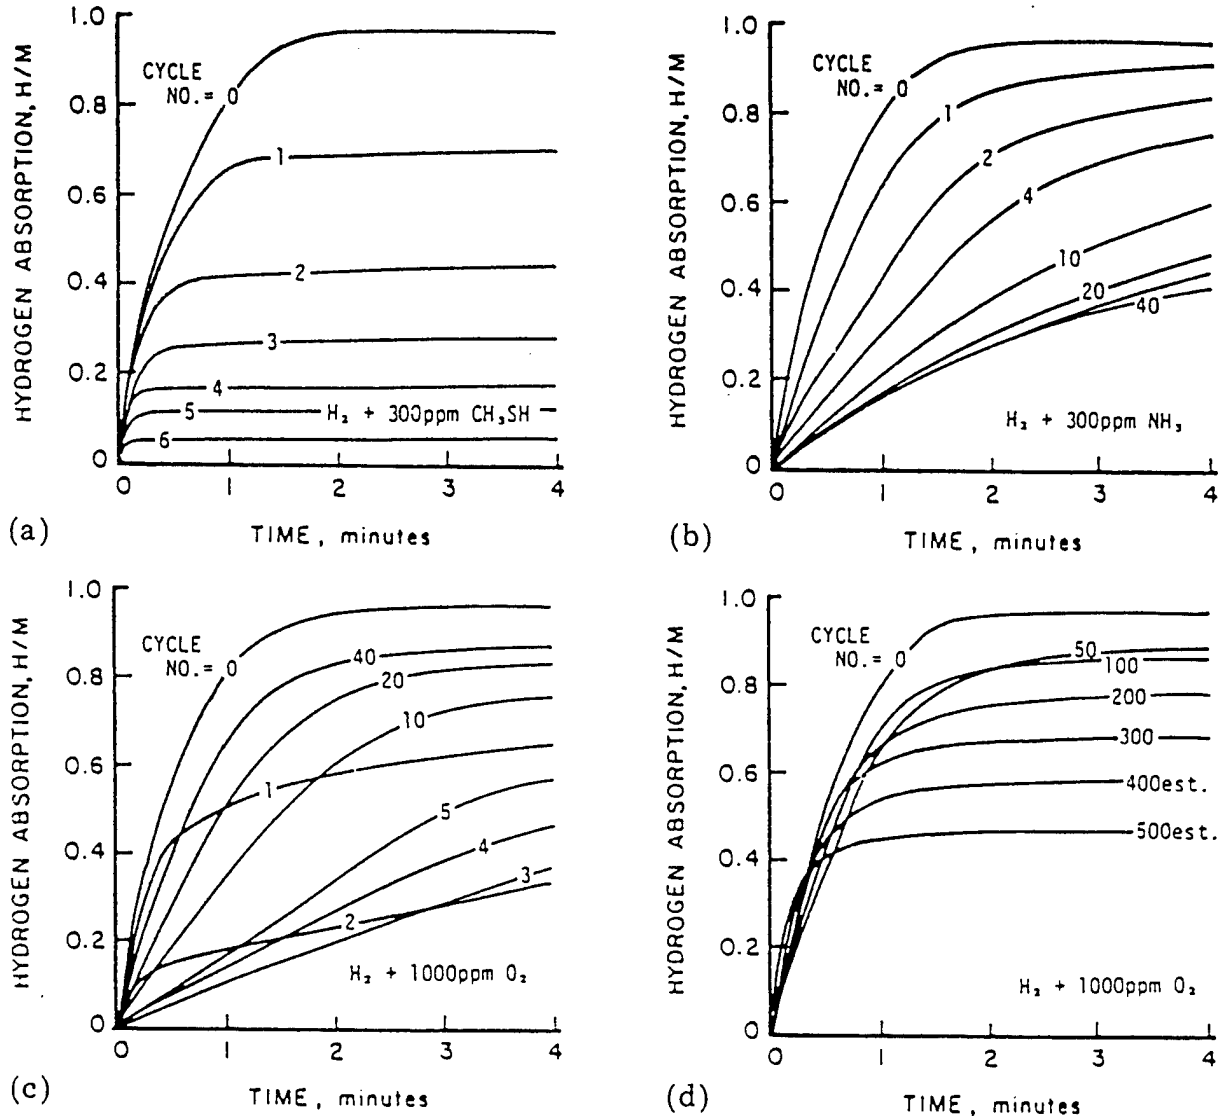 HYDROGEN ABSORPTION, H/M
1.0
0.8
0.6
0.4
0.2
0
CYCLE
NO.= 0
1
2
3
4
5
6
H₂ + 300ppm CH₃SH
0 1 2 3 4
TIME, minutes
(a)
HYDROGEN ABSORPTION, H/M
1.0
0.8
0.6
0.4
0.2
0
CYCLE
NO.= 0
1
2
4
10
20
40
H₂ + 300ppm NH₃
0 1 2 3 4
TIME, minutes
(b)
HYDROGEN ABSORPTION, H/M
1.0
0.8
0.6
0.4
0.2
0
CYCLE
NO.= 0
40
20
10
1
5
4
3
2
H₂ + 1000ppm O₂
0 1 2 3 4
TIME, minutes
(c)
HYDROGEN ABSORPTION, H/M
1.0
0.8
0.6
0.4
0.2
0
CYCLE
NO.= 0
50
100
200
300
400est.
500est.
H₂ + 1000ppm O₂
0 1 2 3 4
TIME, minutes
(d)